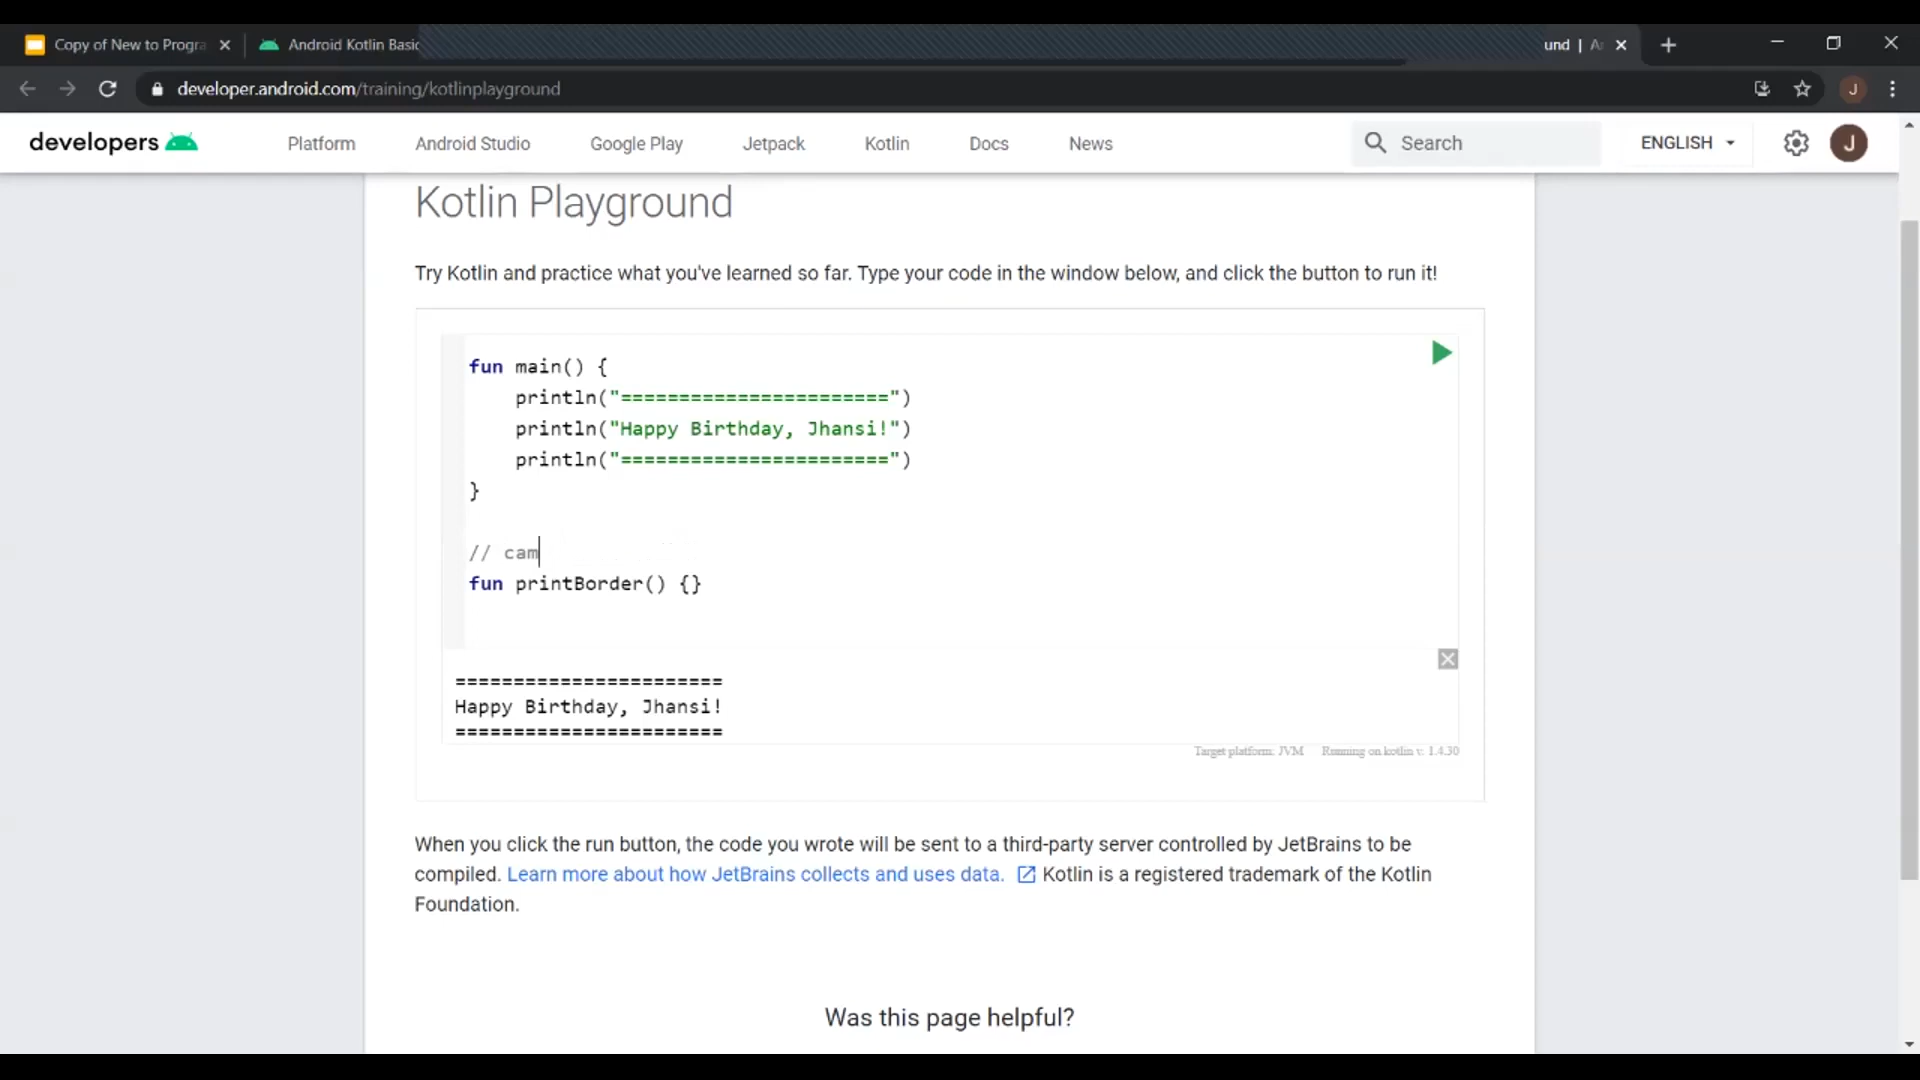 Copy of New to Progra
Android Kotlin Basic
und | A
developer.android.com/training/kotlinplayground
J
developers
Platform
Android Studio
Google Play
Jetpack
Kotlin
Docs
News
Search
ENGLISH
J
Kotlin Playground
Try Kotlin and practice what you've learned so far. Type your code in the window below, and click the button to run it!
fun main() {
println("=======================")
println("Happy Birthday, Jhansi!")
println("=======================")
}
// cam
fun printBorder() {}
=======================
Happy Birthday, Jhansi!
=======================
Target platform: JVM Running on kotlin v: 1.4.30
When you click the run button, the code you wrote will be sent to a third-party server controlled by JetBrains to be
compiled. Learn more about how JetBrains collects and uses data. Kotlin is a registered trademark of the Kotlin
Foundation.
Was this page helpful?